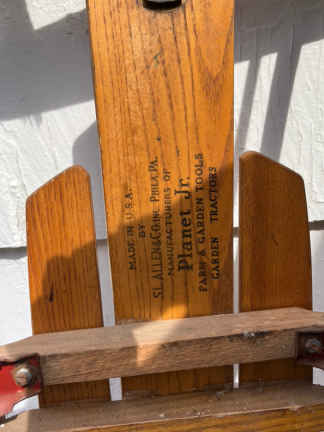 MADE IN U.S.A.
BY
S.L. ALLEN & CO. INC. PHILA. PA.
MANUFACTURERS OF
Planet Jr.
FARM & GARDEN TOOLS
GARDEN TRACTORS